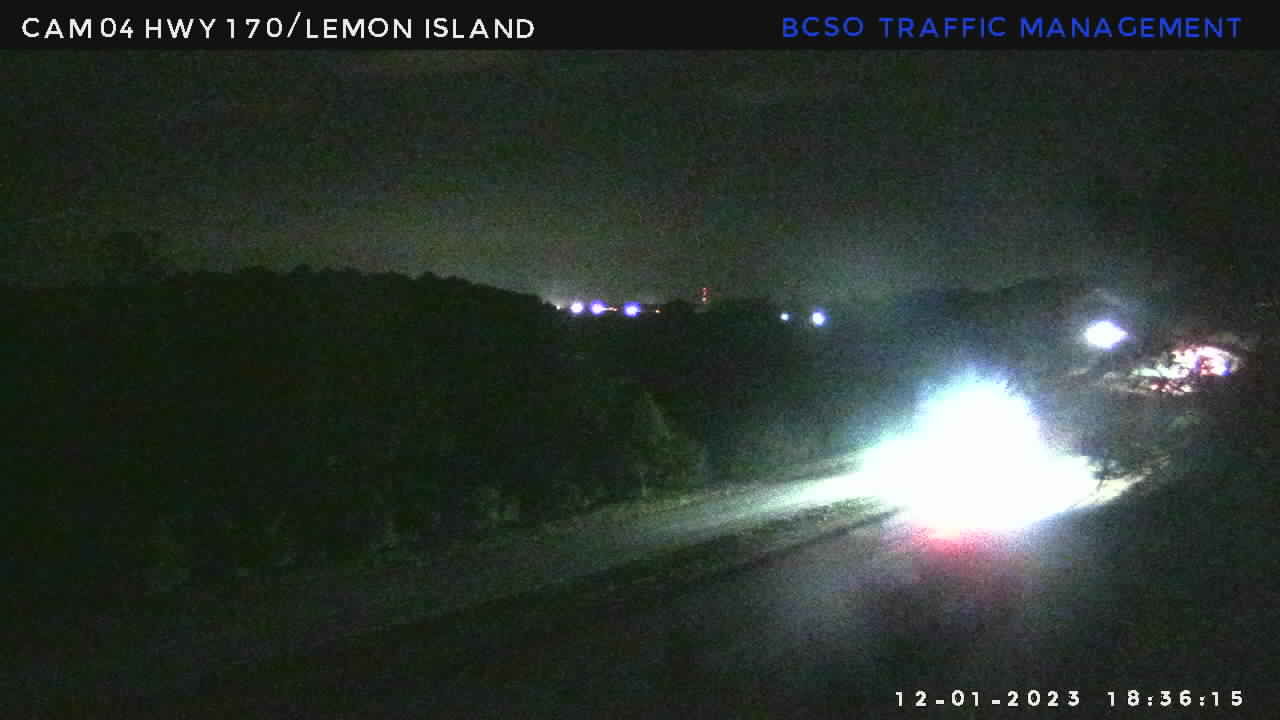 CAM04 HWY 170/LEMON ISLAND
BCSO TRAFFIC MANAGEMENT
12-01-2023 18:36:15